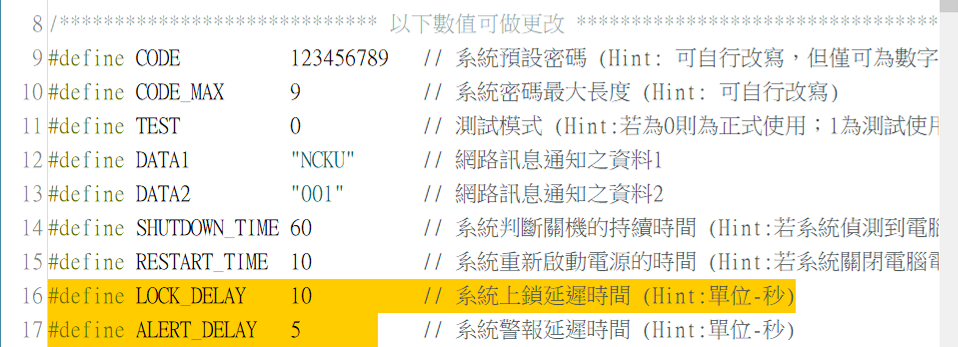 8 /**************************** 以下數值可做更改 **********************************
9 #define CODE 123456789 // 系統預設密碼 (Hint: 可自行改寫，但僅可為數字
10 #define CODE_MAX 9 // 系統密碼最大長度 (Hint: 可自行改寫)
11 #define TEST 0 // 測試模式 (Hint:若為0則為正式使用；1為測試使用
12 #define DATA1 "NCKU" // 網路訊息通知之資料1
13 #define DATA2 "001" // 網路訊息通知之資料2
14 #define SHUTDOWN_TIME 60 // 系統判斷關機的持續時間 (Hint:若系統偵測到電腦
15 #define RESTART_TIME 10 // 系統重新啟動電源的時間 (Hint:若系統關閉電腦電
16 #define LOCK_DELAY 10 // 系統上鎖延遲時間 (Hint:單位-秒)
17 #define ALERT_DELAY 5 // 系統警報延遲時間 (Hint:單位-秒)